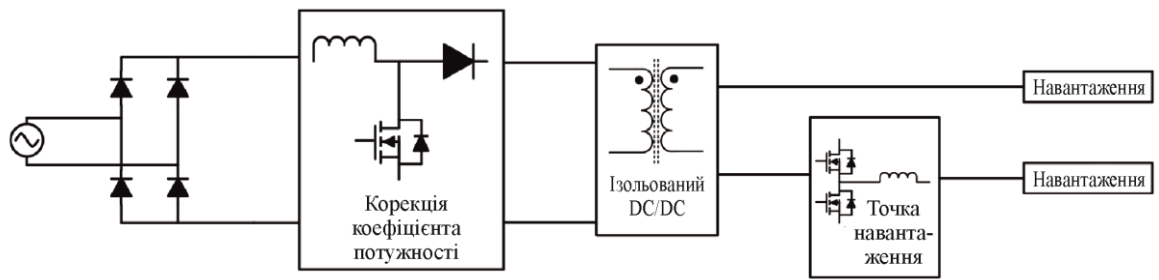 Корекція
коефіцієнта
потужності
Ізольований
DC/DC
Навантаження
Точка
наванта-
ження
Навантаження